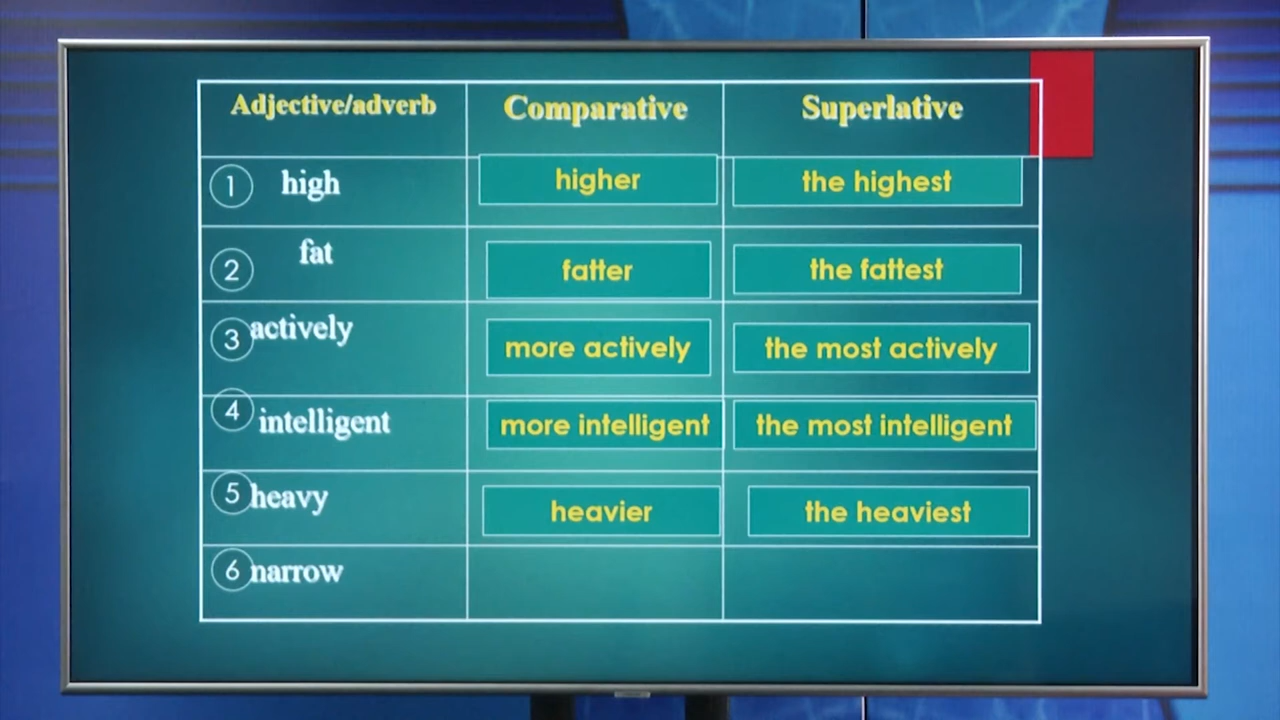 Adjective/adverb Comparative Superlative
1 high higher the highest
2 fat fatter the fattest
3 actively more actively the most actively
4 intelligent more intelligent the most intelligent
5 heavy heavier the heaviest
6 narrow